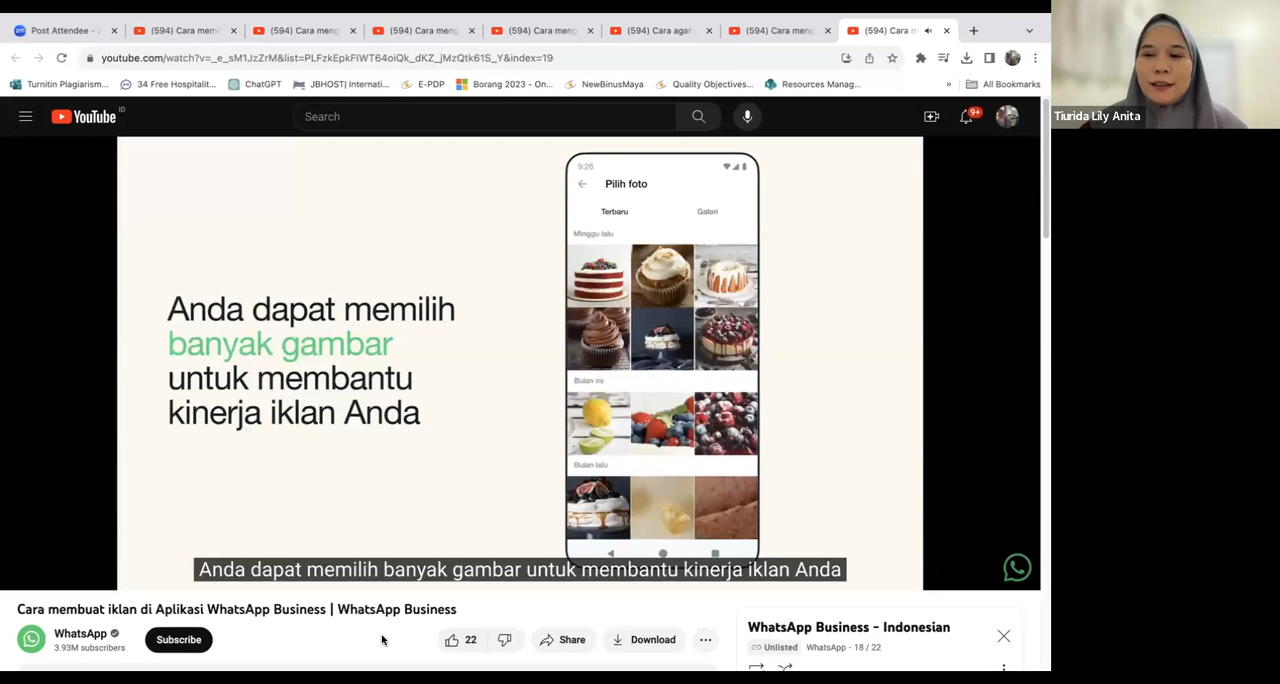 Post Attendee -
(594) Cara mem
(594) Cara meng
(594) Cara meng
(594) Cara meng
(594) Cara agar
(594) Cara meng
(594) Cara m
youtube.com/watch?v=_e_sM1JzZrM&list=PLFzkEpkFlWT64oiQk_dKZ_jMzQtk61S_Y&index=19
Turnitin Plagiarism...
34 Free Hospitalit...
ChatGPT
JBHOST| Internati...
E-PDP
Borang 2023 - On...
NewBinusMaya
Quality Objectives...
Resources Manag...
»
All Bookmarks
Tiurida Lily Anita
YouTube ID
Search
9+
9:26
Pilih foto
Terbaru
Galeri
Minggu lalu
Bulan ini
Bulan lalu
Anda dapat memilih
banyak gambar
untuk membantu
kinerja iklan Anda
Anda dapat memilih banyak gambar untuk membantu kinerja iklan Anda
Cara membuat iklan di Aplikasi WhatsApp Business | WhatsApp Business
WhatsApp
3.93M subscribers
Subscribe
22
Share
Download
WhatsApp Business - Indonesian
Unlisted
WhatsApp - 18 / 22